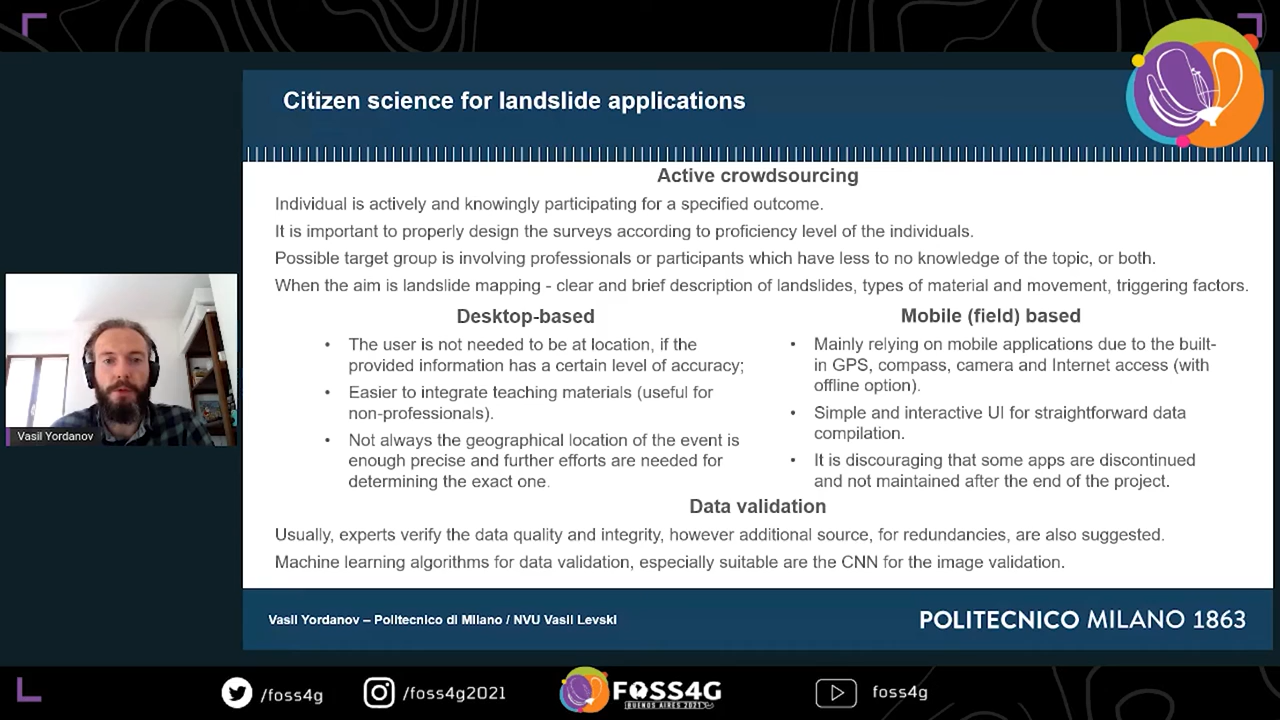 Citizen science for landslide applications
Active crowdsourcing
Individual is actively and knowingly participating for a specified outcome.
It is important to properly design the surveys according to proficiency level of the individuals.
Possible target group is involving professionals or participants which have less to no knowledge of the topic, or both.
When the aim is landslide mapping - clear and brief description of landslides, types of material and movement, triggering factors.
Desktop-based
• The user is not needed to be at location, if the
provided information has a certain level of accuracy;
• Easier to integrate teaching materials (useful for
non-professionals).
• Not always the geographical location of the event is
enough precise and further efforts are needed for
determining the exact one.
Mobile (field) based
• Mainly relying on mobile applications due to the built-
in GPS, compass, camera and Internet access (with
offline option).
• Simple and interactive UI for straightforward data
compilation.
• It is discouraging that some apps are discontinued
and not maintained after the end of the project.
Data validation
Usually, experts verify the data quality and integrity, however additional source, for redundancies, are also suggested.
Machine learning algorithms for data validation, especially suitable are the CNN for the image validation.
Vasil Yordanov
Vasil Yordanov – Politecnico di Milano / NVU Vasil Levski
POLITECNICO MILANO 1863
/foss4g
/foss4g2021
FOSS4G
BUENOS AIRES 2021
foss4g